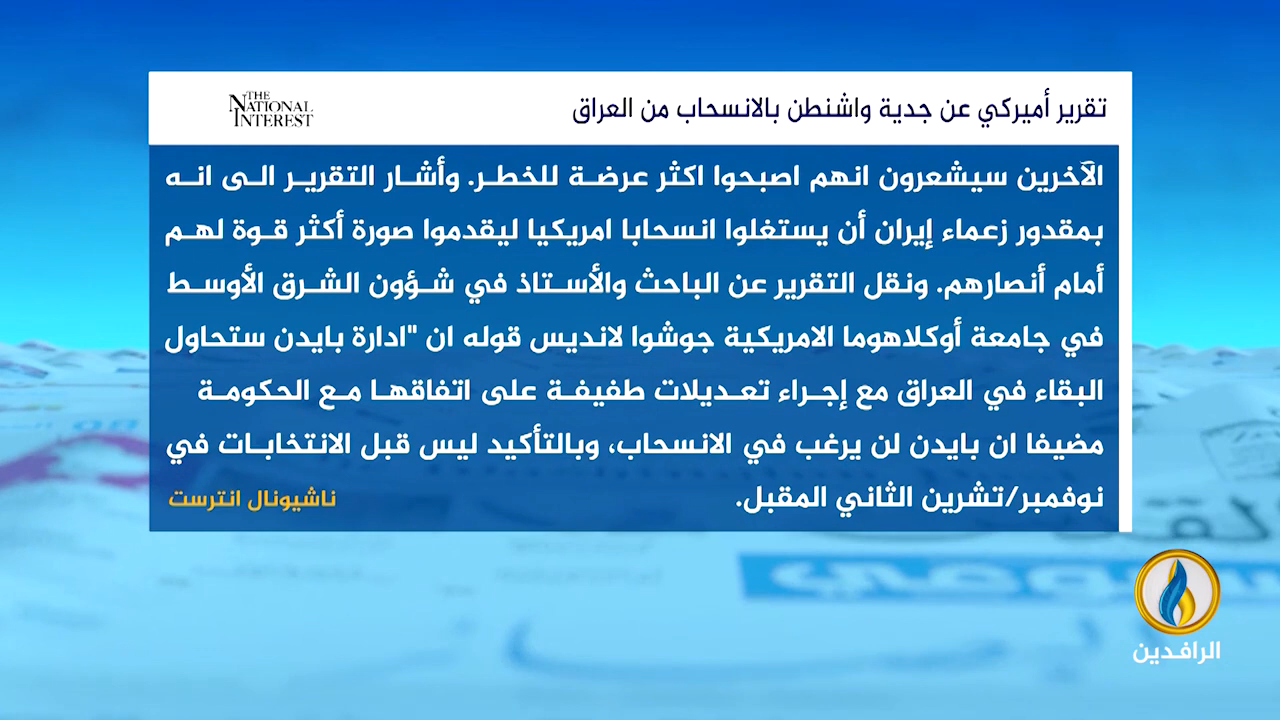 THE
NATIONAL
INTEREST
تقرير أميركي عن جدية واشنطن بالانسحاب من العراق
الآخرين سيشعرون انهم اصبحوا اكثر عرضة للخطر. وأشار التقرير الى انه
بمقدور زعماء إيران أن يستغلوا انسحابا امريكيا ليقدموا صورة أكثر قوة لهم
أمام أنصارهم. ونقل التقرير عن الباحث والأستاذ في شؤون الشرق الأوسط
في جامعة أوكلاهوما الامريكية جوشوا لانديس قوله ان "ادارة بايدن ستحاول
البقاء في العراق مع إجراء تعديلات طفيفة على اتفاقها مع الحكومة
مضيفا ان بايدن لن يرغب في الانسحاب، وبالتأكيد ليس قبل الانتخابات في
نوفمبر/تشرين الثاني المقبل.
ناشيونال انترست
الرافدين